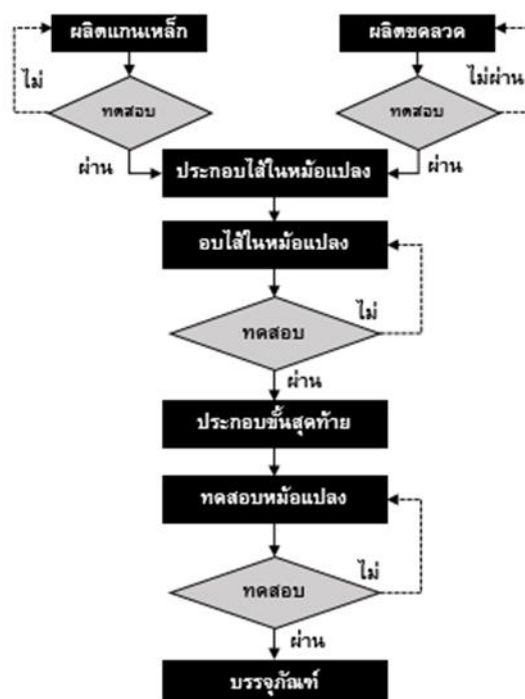 ผลิตแกนเหล็ก
ผลิตขดลวด
ไม่
ไม่ผ่าน
ทดสอบ
ทดสอบ
ผ่าน
ผ่าน
ประกอบไส้ในหม้อแปลง
อบไส้ในหม้อแปลง
ไม่
ทดสอบ
ผ่าน
ประกอบขั้นสุดท้าย
ทดสอบหม้อแปลง
ไม่
ทดสอบ
ผ่าน
บรรจุภัณฑ์